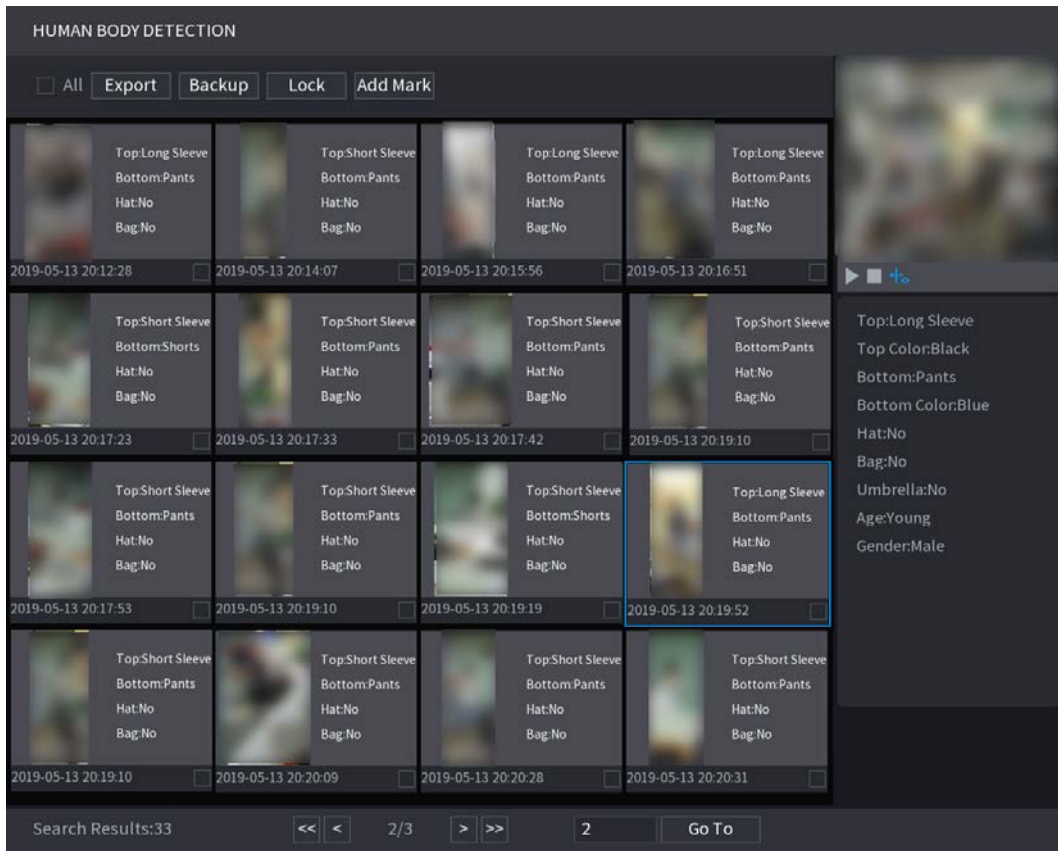 HUMAN BODY DETECTION
All Export Backup Lock Add Mark
Top:Long Sleeve
Bottom:Pants
Hat:No
Bag:No
2019-05-13 20:12:28
Top:Short Sleeve
Bottom:Pants
Hat:No
Bag:No
2019-05-13 20:14:07
Top:Long Sleeve
Bottom:Pants
Hat:No
Bag:No
2019-05-13 20:15:56
Top:Long Sleeve
Bottom:Pants
Hat:No
Bag:No
2019-05-13 20:16:51
Top:Short Sleeve
Bottom:Shorts
Hat:No
Bag:No
2019-05-13 20:17:23
Top:Short Sleeve
Bottom:Pants
Hat:No
Bag:No
2019-05-13 20:17:33
Top:Short Sleeve
Bottom:Pants
Hat:No
Bag:No
2019-05-13 20:17:42
Top:Short Sleeve
Bottom:Pants
Hat:No
Bag:No
2019-05-13 20:19:10
Top:Short Sleeve
Bottom:Pants
Hat:No
Bag:No
2019-05-13 20:17:53
Top:Short Sleeve
Bottom:Pants
Hat:No
Bag:No
2019-05-13 20:19:10
Top:Short Sleeve
Bottom:Shorts
Hat:No
Bag:No
2019-05-13 20:19:19
Top:Long Sleeve
Bottom:Pants
Hat:No
Bag:No
2019-05-13 20:19:52
Top:Short Sleeve
Bottom:Pants
Hat:No
Bag:No
2019-05-13 20:19:10
Top:Short Sleeve
Bottom:Pants
Hat:No
Bag:No
2019-05-13 20:20:09
Top:Short Sleeve
Bottom:Pants
Hat:No
Bag:No
2019-05-13 20:20:28
Top:Short Sleeve
Bottom:Pants
Hat:No
Bag:No
2019-05-13 20:20:31
Top:Long Sleeve
Top Color:Black
Bottom:Pants
Bottom Color:Blue
Hat:No
Bag:No
Umbrella:No
Age:Young
Gender:Male
Search Results:33 << < 2/3 > >> 2 Go To